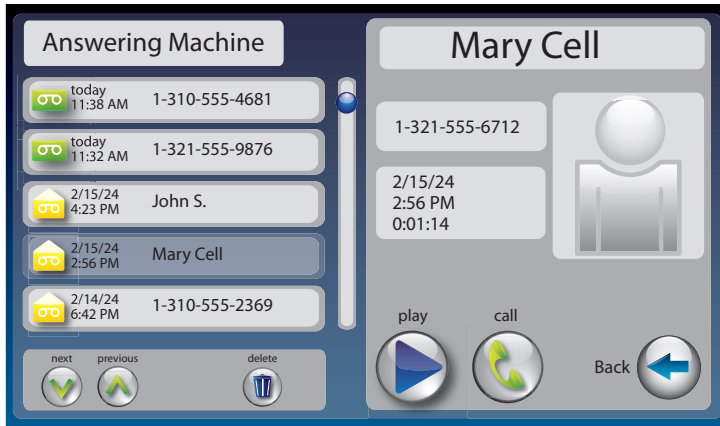 Answering Machine
today
11:38 AM
1-310-555-4681
today
11:32 AM
1-321-555-9876
2/15/24
4:23 PM
John S.
2/15/24
2:56 PM
Mary Cell
2/14/24
6:42 PM
1-310-555-2369
next
previous
delete
Mary Cell
1-321-555-6712
2/15/24
2:56 PM
0:01:14
play
call
Back